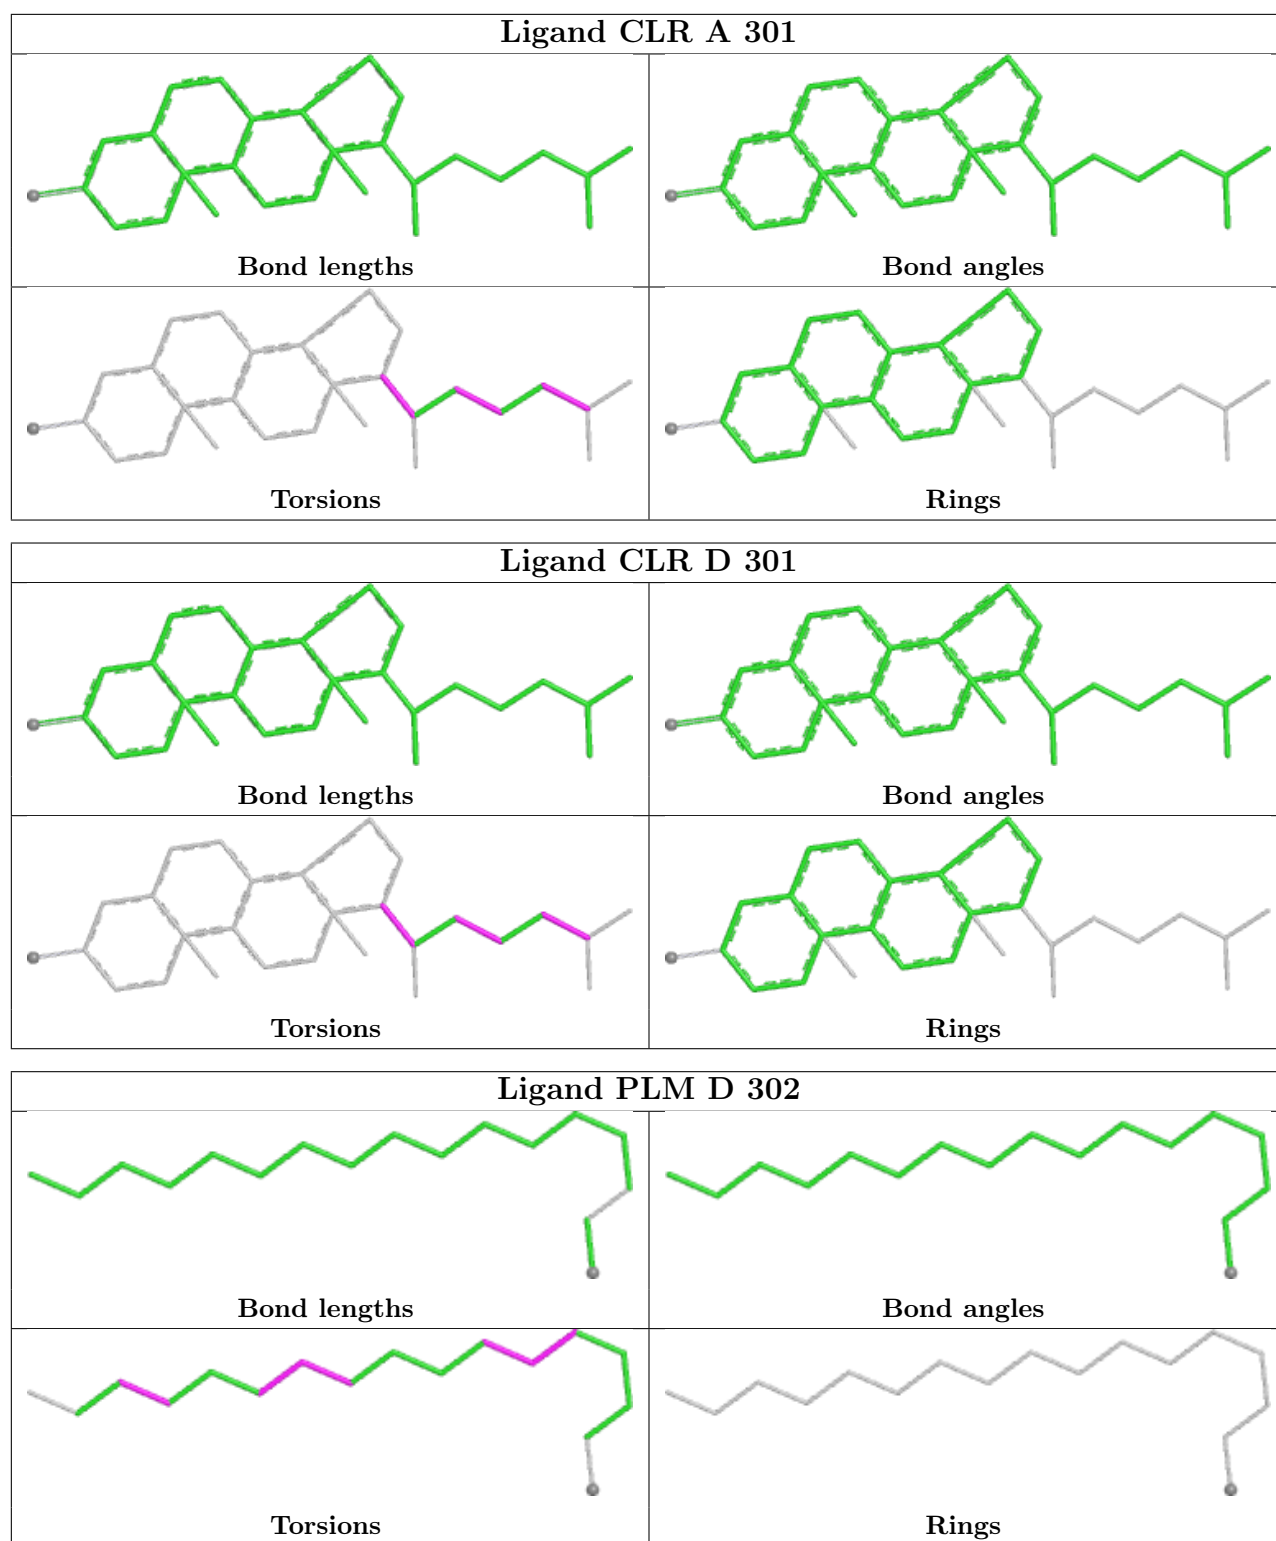 Ligand CLR A 301
Bond lengths
Bond angles
Torsions
Rings
Ligand CLR D 301
Bond lengths
Bond angles
Torsions
Rings
Ligand PLM D 302
Bond lengths
Bond angles
Torsions
Rings